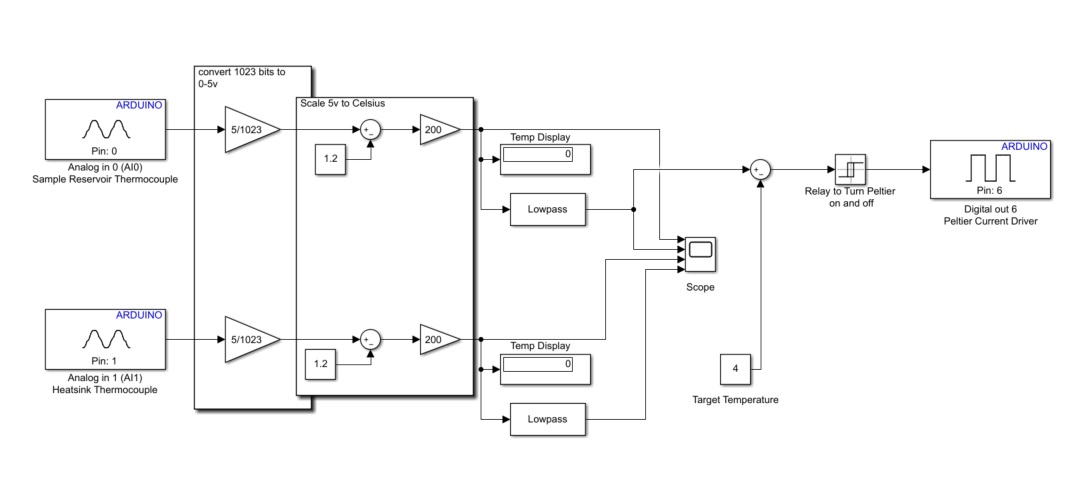 convert 1023 bits to
0-5v
Scale 5v to Celsius
ARDUINO
Pin: 0
Analog in 0 (AI0)
Sample Reservoir Thermocouple
5/1023
+
-
1.2
200
Temp Display
0
Lowpass
Scope
+
-
Relay to Turn Peltier
on and off
ARDUINO
Pin: 6
Digital out 6
Peltier Current Driver
ARDUINO
Pin: 1
Analog in 1 (AI1)
Heatsink Thermocouple
5/1023
+
-
1.2
200
Temp Display
0
Lowpass
4
Target Temperature